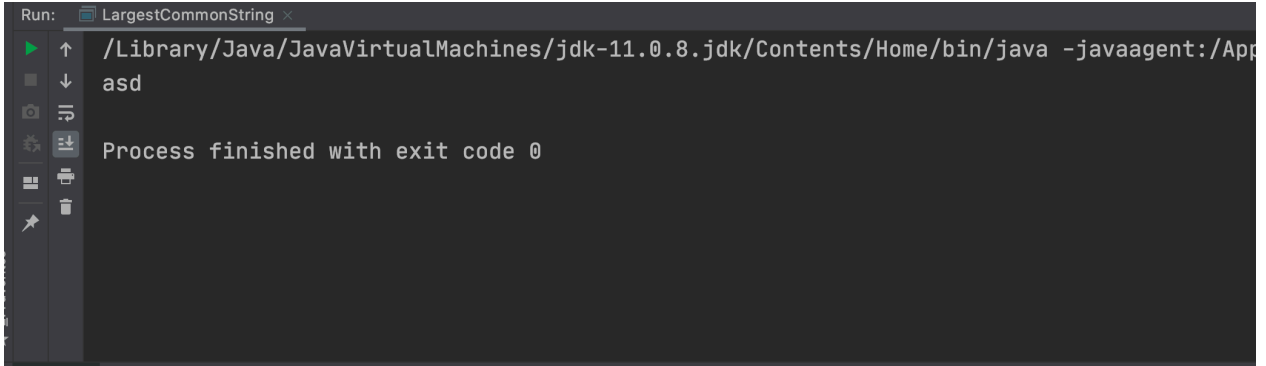 Run: LargestCommonString ×
/Library/Java/JavaVirtualMachines/jdk-11.0.8.jdk/Contents/Home/bin/java -javaagent:/App
asd
Process finished with exit code 0